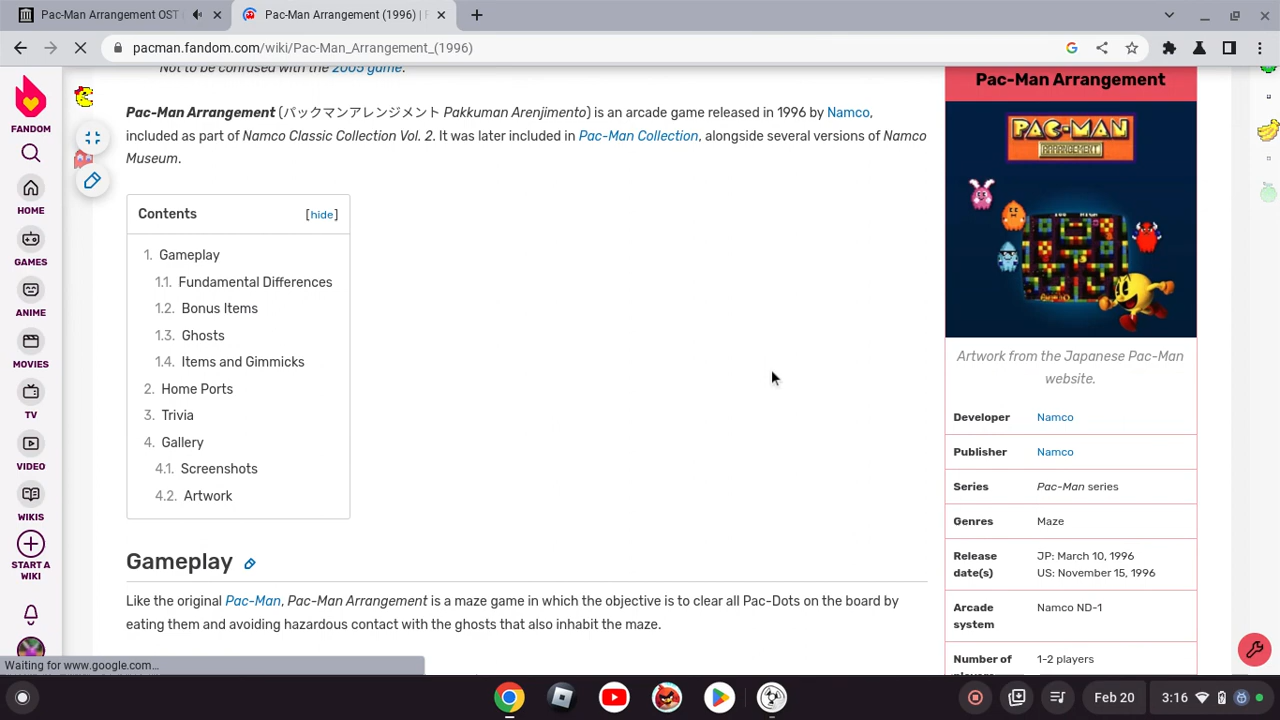 Pac-Man Arrangement OST
Pac-Man Arrangement (1996) | F
pacman.fandom.com/wiki/Pac-Man_Arrangement_(1996)
FANDOM
HOME
GAMES
ANIME
MOVIES
TV
VIDEO
WIKIS
START A
WIKI
Not to be confused with the 2005 game.
Pac-Man Arrangement (パックマンアレンジメント Pakkuman Arenjimento) is an arcade game released in 1996 by Namco,
included as part of Namco Classic Collection Vol. 2. It was later included in Pac-Man Collection, alongside several versions of Namco
Museum.
Contents [hide]
1. Gameplay
1.1. Fundamental Differences
1.2. Bonus Items
1.3. Ghosts
1.4. Items and Gimmicks
2. Home Ports
3. Trivia
4. Gallery
4.1. Screenshots
4.2. Artwork
Gameplay
Like the original Pac-Man, Pac-Man Arrangement is a maze game in which the objective is to clear all Pac-Dots on the board by
eating them and avoiding hazardous contact with the ghosts that also inhabit the maze.
Pac-Man Arrangement
PAC-MAN
ARRANGEMENT
Artwork from the Japanese Pac-Man
website.
Developer Namco
Publisher Namco
Series Pac-Man series
Genres Maze
Release JP: March 10, 1996
date(s) US: November 15, 1996
Arcade Namco ND-1
system
Number of 1-2 players
players
Waiting for www.google.com...
Feb 20 3:16